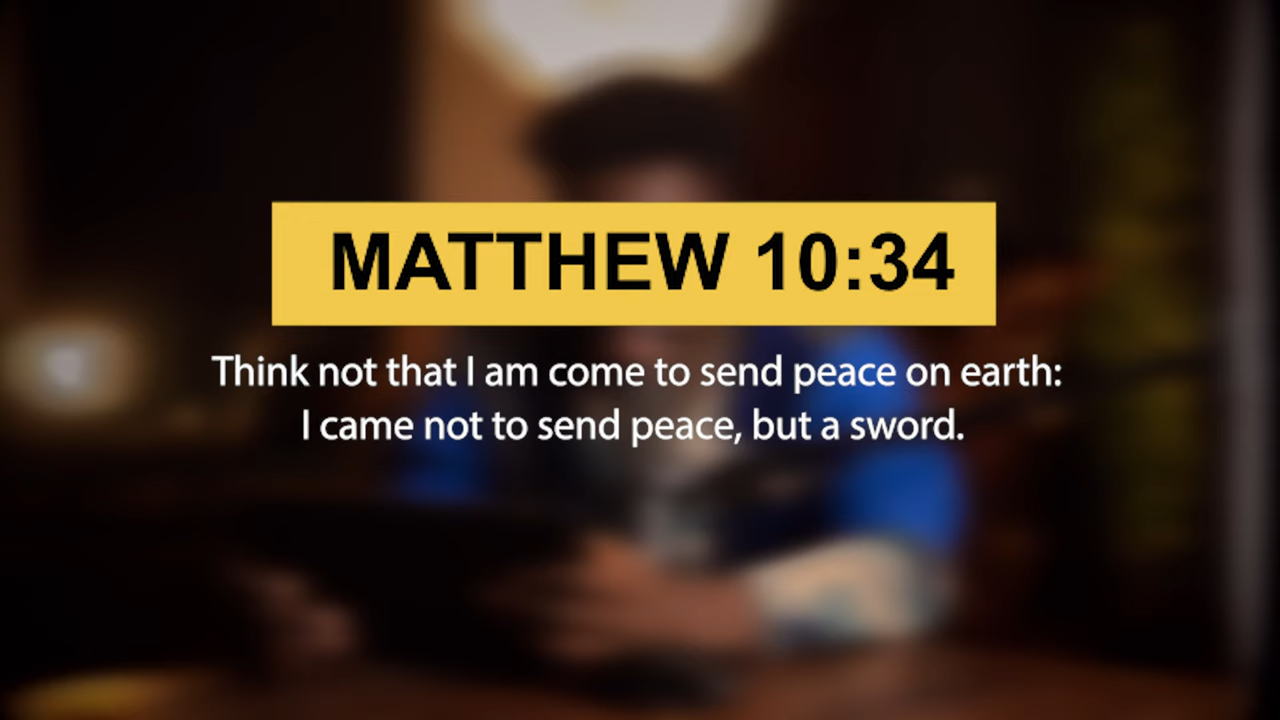 MATTHEW 10:34
Think not that I am come to send peace on earth:
I came not to send peace, but a sword.